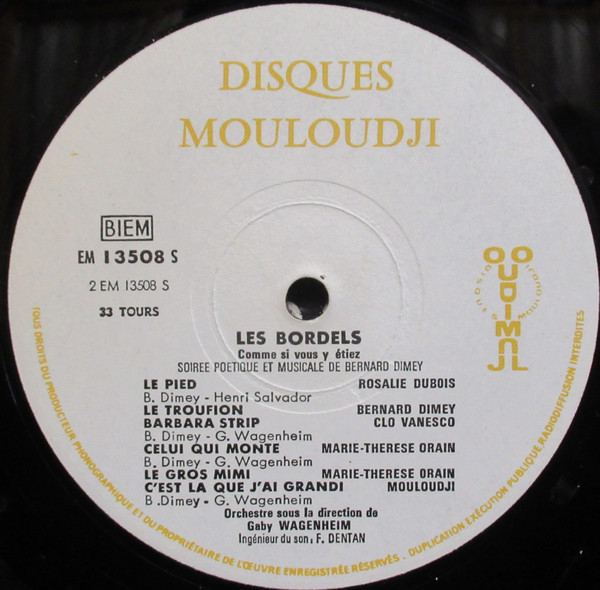 DISQUES
MOULOUDJI
BIEM
EM 13508 S
2 EM 13508 S
33 TOURS
LES BORDELS
Comme si vous y étiez
SOIREE POETIQUE ET MUSICALE DE BERNARD DIMEY
LE PIED ROSALIE DUBOIS
B. Dimey - Henri Salvador
LE TROUFION BERNARD DIMEY
BARBARA STRIP CLO VANESCO
B. Dimey - G. Wagenheim
CELUI QUI MONTE MARIE-THERESE ORAIN
B. Dimey - G. Wagenheim
LE GROS MIMI MARIE-THERESE ORAIN
C'EST LA QUE J'AI GRANDI MOULOUDJI
B .Dimey - G. Wagenheim
Orchestre sous la direction de
Gaby WAGENHEIM
Ingénieur du son, F. DENTAN
TOUS DROITS DU PRODUCTEUR PHONOGRAPHIQUE ET DU PROPRIÉTAIRE DE L'ŒUVRE ENREGISTRÉE RÉSERVÉS - DUPLICATION EXÉCUTION PUBLIQUE RADIODIFFUSION INTERDITES